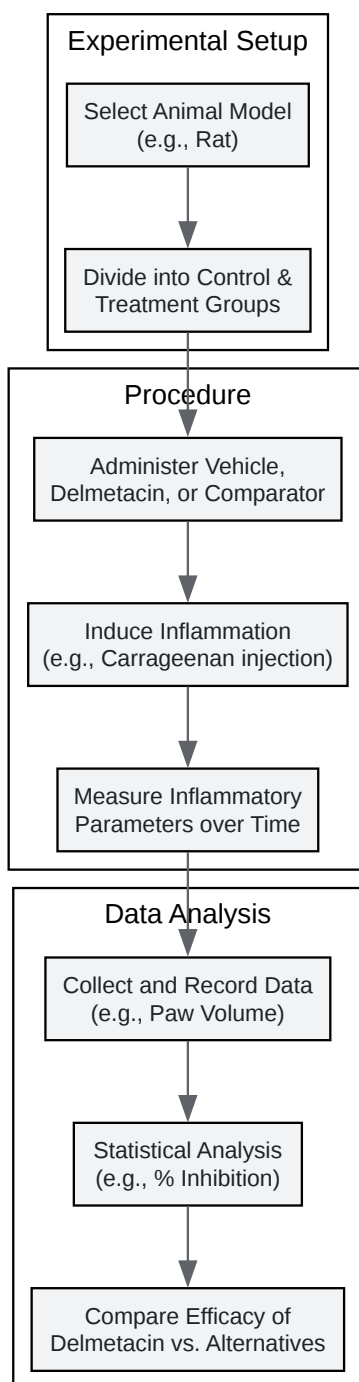 Experimental Setup
Select Animal Model
(e.g., Rat)
Divide into Control &
Treatment Groups
Procedure
Administer Vehicle,
Delmetacin, or Comparator
Induce Inflammation
(e.g., Carrageenan injection)
Measure Inflammatory
Parameters over Time
Data Analysis
Collect and Record Data
(e.g., Paw Volume)
Statistical Analysis
(e.g., % Inhibition)
Compare Efficacy of
Delmetacin vs. Alternatives